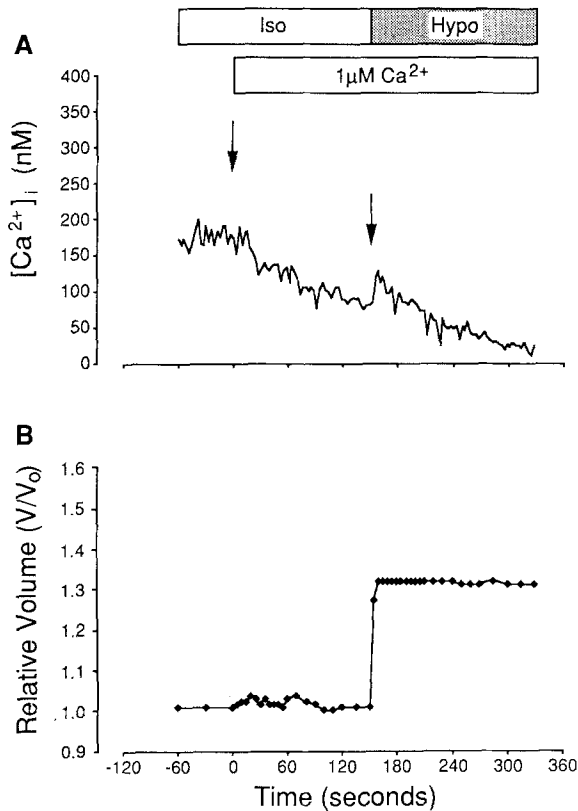 Iso Hypo
A
1μM Ca2+
400
350
300
250
200
150
100
50
0
[Ca2+]i (nM)
B
1.6
1.5
1.4
1.3
1.2
1.1
1.0
0.9
Relative Volume (V/Vo)
-120 -60 0 60 120 180 240 300 360
Time (seconds)